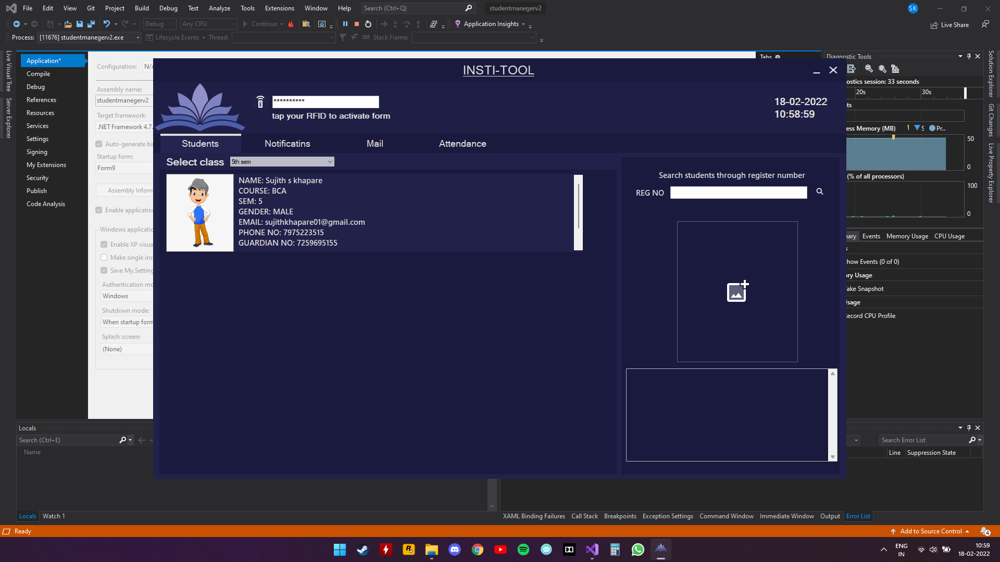 File Edit View Git Project Build Debug Test Analyze Tools Extensions Window Help Search (Ctrl+Q) studentmanegerv2 SK
Debug Any CPU Continue Application Insights Live Share
Process: [11676] studentmanegerv2.exe Lifecycle Events Thread: Stack Frame:
Live Visual Tree
Server Explorer
Application*
Compile
Debug
References
Resources
Services
Settings
Signing
My Extensions
Security
Publish
Code Analysis
Configuration: N/A
Assembly name:
studentmanegerv2
Target framework:
.NET Framework 4.7.
Auto-generate bin
Startup form:
Form9
Assembly Inform
Enable application
Windows applicatio
Enable XP visua
Make single ins
Save My.Setting
Authentication mo
Windows
Shutdown mode:
When startup form
Splash screen:
(None)
INSTI-TOOL
**********
tap your RFID to activate form
18-02-2022
10:58:59
Students Notificatins Mail Attendance
Select class 5th sem
NAME: Sujith s khapare
COURSE: BCA
SEM: 5
GENDER: MALE
EMAIL: sujithkhapare01@gmail.com
PHONE NO: 7975223515
GUARDIAN NO: 7259695155
Search students through register number
REG NO
Tabs
Diagnostic Tools
ostics session: 33 seconds
20s 30s
ts
ess Memory (MB) S Pr...
50
0
(% of all processors)
100
0
ary Events Memory Usage CPU Usage
s
how Events (0 of 0)
ory Usage
ake Snapshot
sage
ecord CPU Profile
Solution Explorer
Git Changes
Live Property Explorer
Locals
Search (Ctrl+E)
Name
Search Error List
Line Suppression State
Locals Watch 1
XAML Binding Failures Call Stack Breakpoints Exception Settings Command Window Immediate Window Output Error List
Ready
Add to Source Control 4
ENG
IN
10:59
18-02-2022